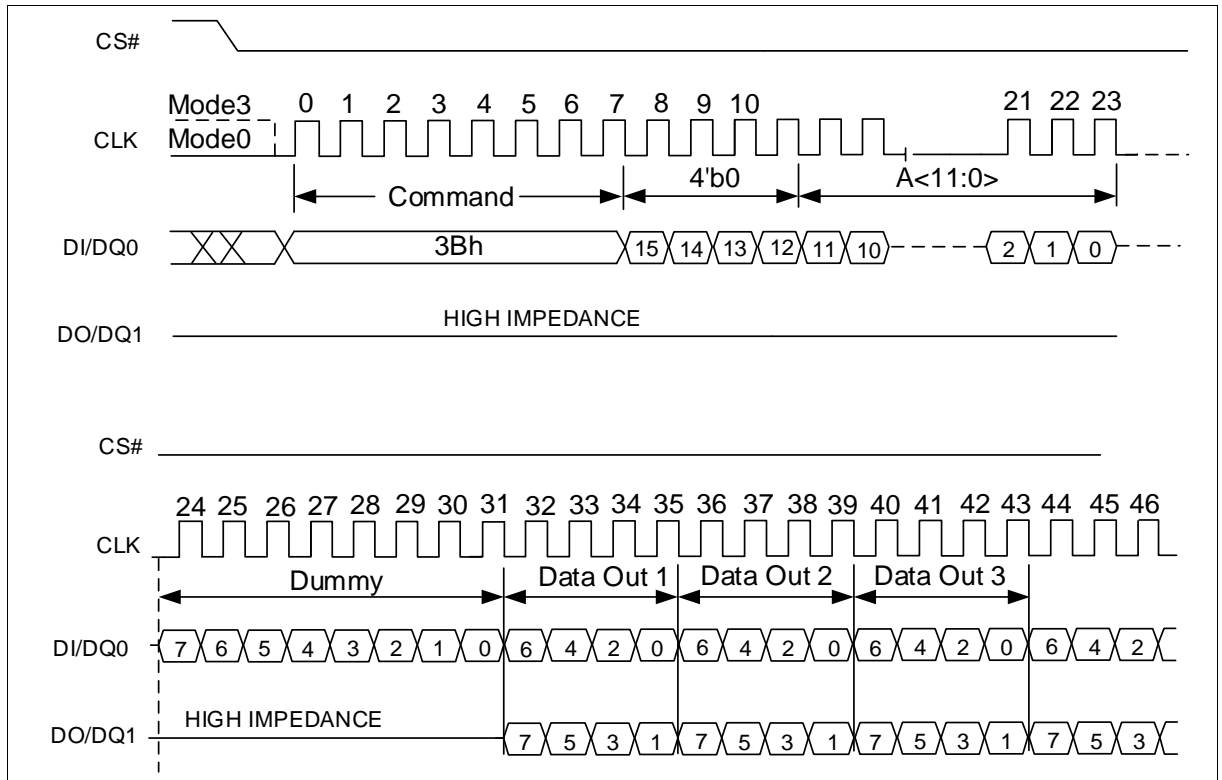 CS#
Mode3 0 1 2 3 4 5 6 7 8 9 10 21 22 23
CLK Mode0
Command 4'b0 A<11:0>
DI/DQ0 3Bh 15 14 13 12 11 10 2 1 0
HIGH IMPEDANCE
DO/DQ1
CS#
24 25 26 27 28 29 30 31 32 33 34 35 36 37 38 39 40 41 42 43 44 45 46
CLK
Dummy Data Out 1 Data Out 2 Data Out 3
DI/DQ0 7 6 5 4 3 2 1 0 6 4 2 0 6 4 2 0 6 4 2 0 6 4 2
HIGH IMPEDANCE
DO/DQ1 7 5 3 1 7 5 3 1 7 5 3 1 7 5 3